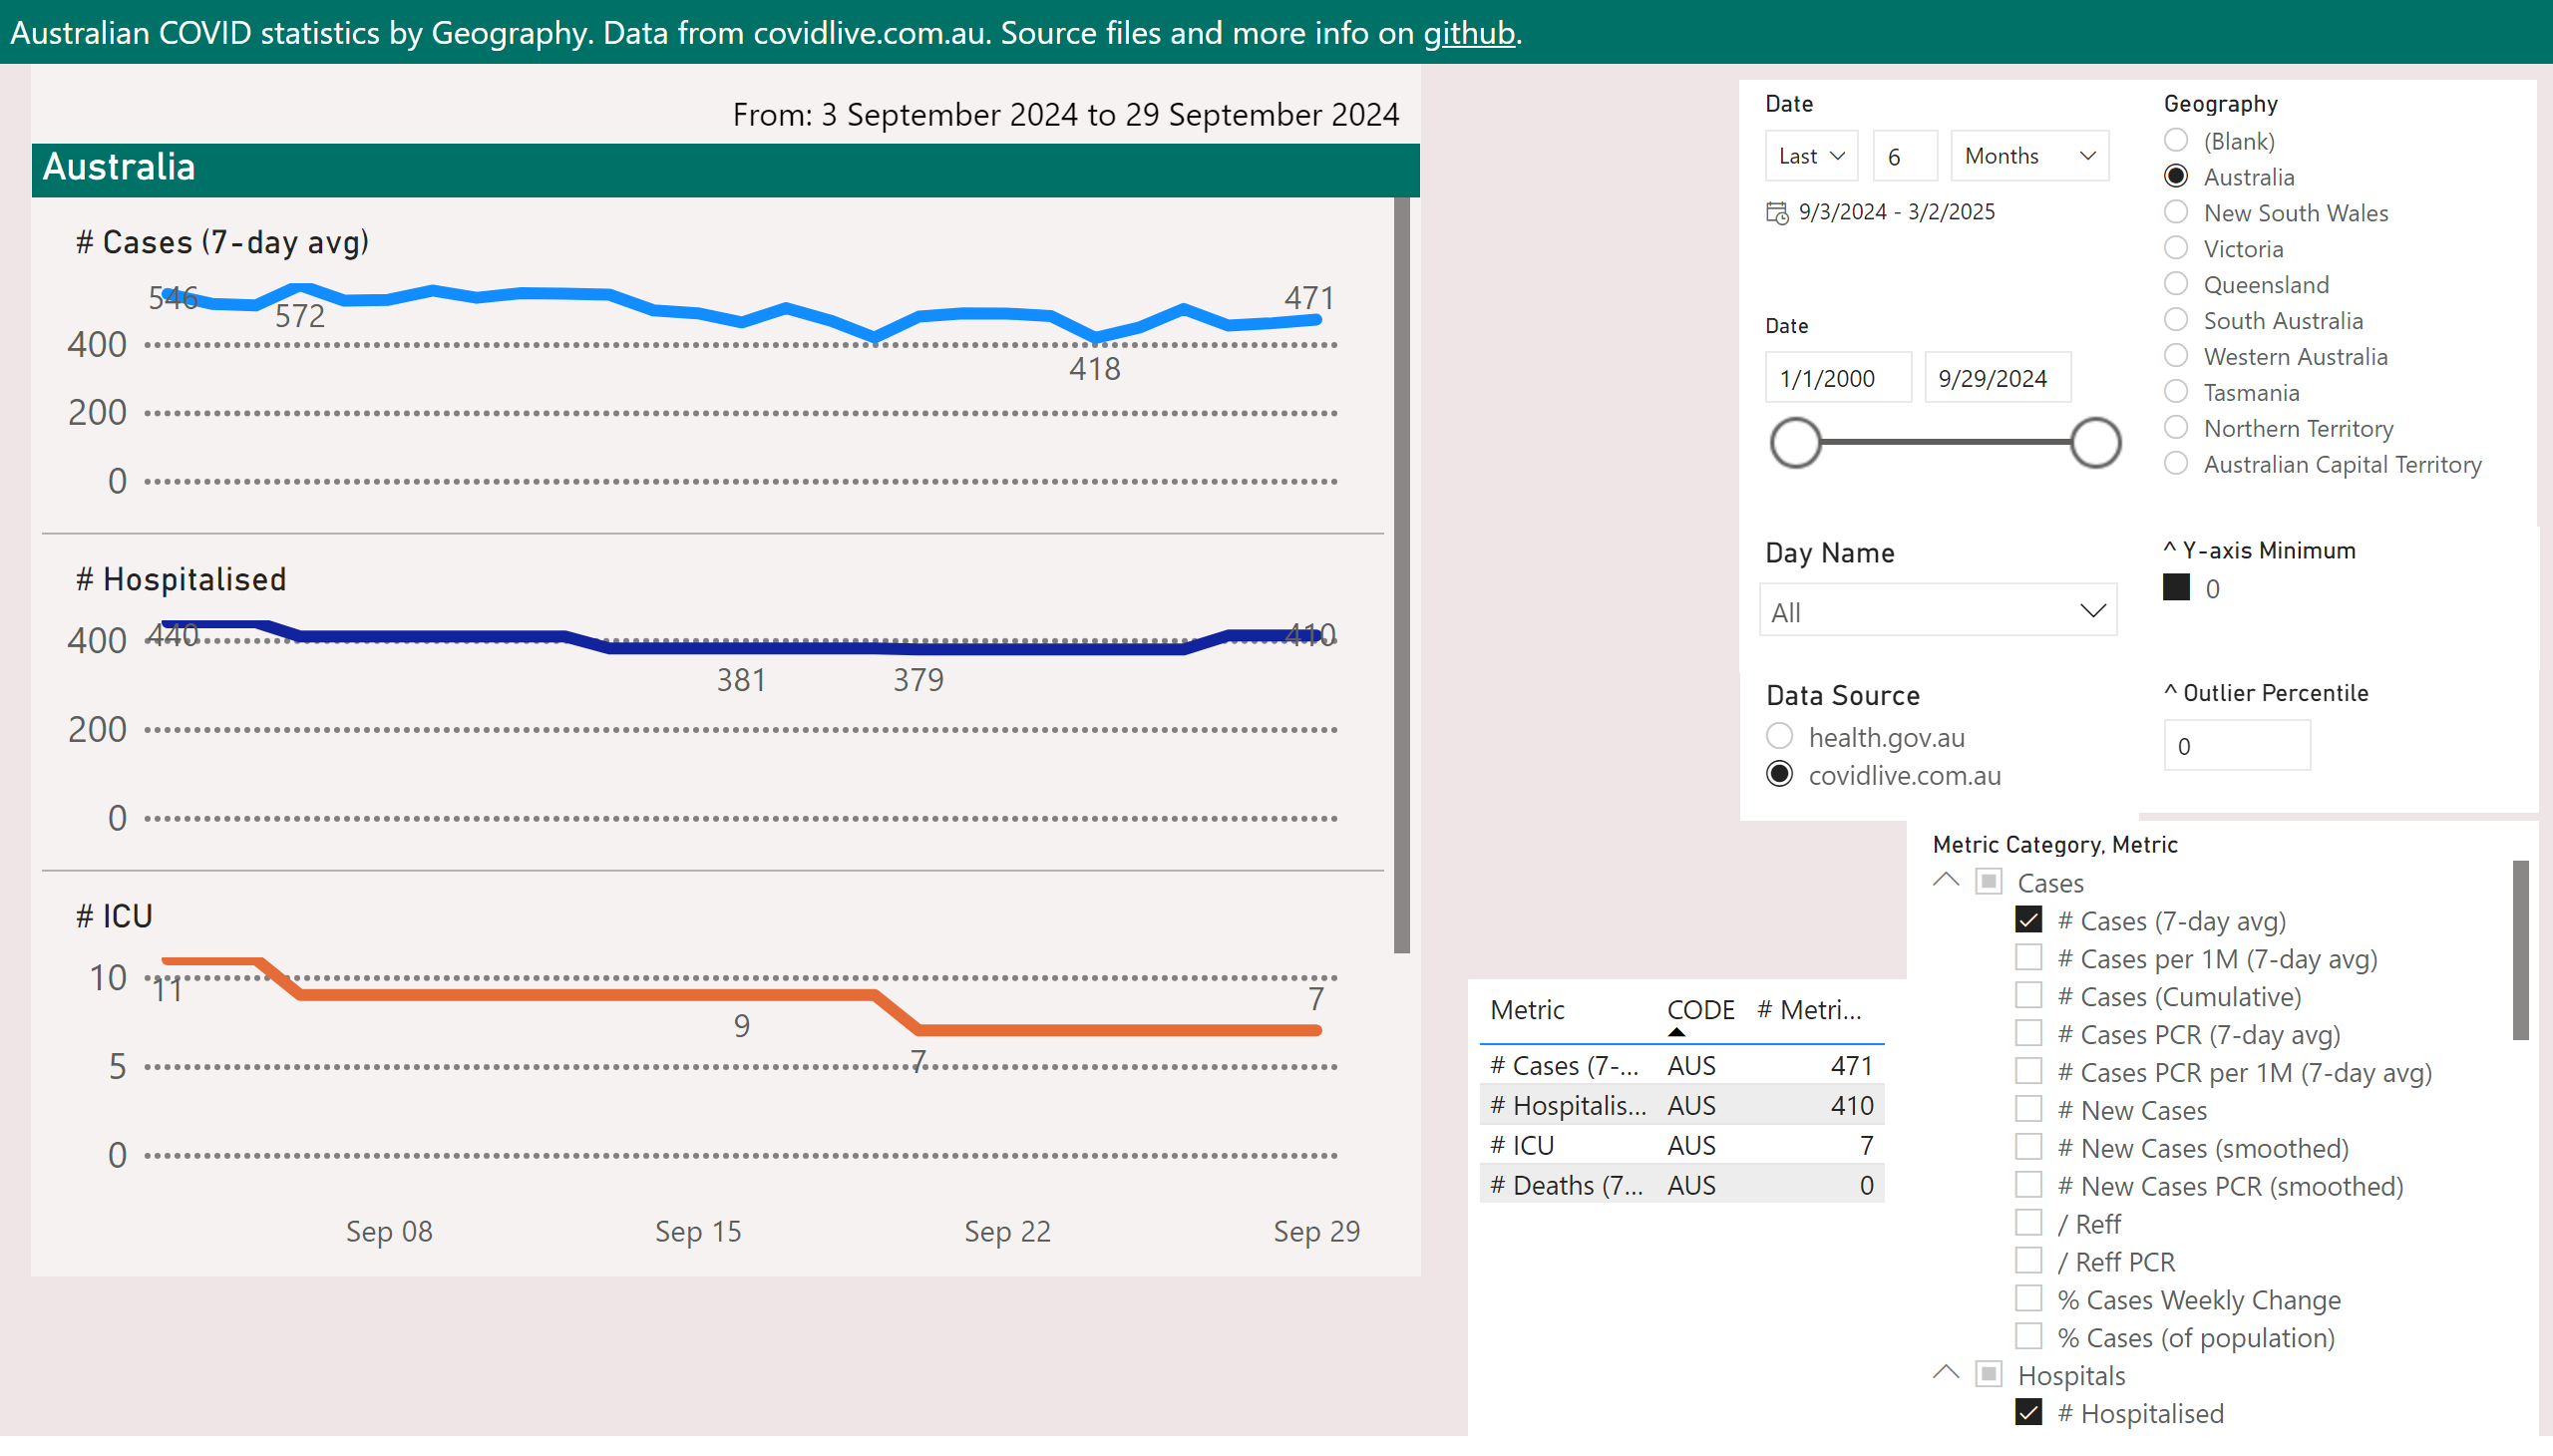 Australian COVID statistics by Geography. Data from covidlive.com.au. Source files and more info on github.
From: 3 September 2024 to 29 September 2024
Australia
# Cases (7-day avg)
546
572
418
471
400
200
0
# Hospitalised
440
381
379
410
400
200
0
# ICU
11
9
7
7
10
5
0
Sep 08
Sep 15
Sep 22
Sep 29
Date
Last
6
Months
9/3/2024 - 3/2/2025
Date
1/1/2000
9/29/2024
Geography
(Blank)
Australia
New South Wales
Victoria
Queensland
South Australia
Western Australia
Tasmania
Northern Territory
Australian Capital Territory
Day Name
All
^ Y-axis Minimum
0
Data Source
health.gov.au
covidlive.com.au
^ Outlier Percentile
0
Metric CODE # Metri...
# Cases (7-... AUS 471
# Hospitalis... AUS 410
# ICU AUS 7
# Deaths (7... AUS 0
Metric Category, Metric
Cases
# Cases (7-day avg)
# Cases per 1M (7-day avg)
# Cases (Cumulative)
# Cases PCR (7-day avg)
# Cases PCR per 1M (7-day avg)
# New Cases
# New Cases (smoothed)
# New Cases PCR (smoothed)
/ Reff
/ Reff PCR
% Cases Weekly Change
% Cases (of population)
Hospitals
# Hospitalised